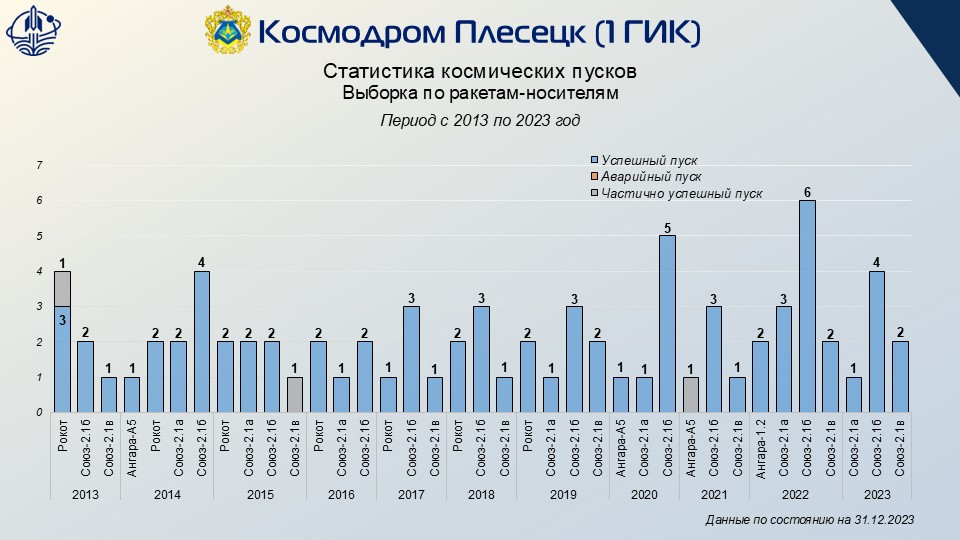 Космодром Плесецк (1 ГИК)
Статистика космических пусков
Выборка по ракетам-носителям
Период с 2013 по 2023 год
Успешный пуск
Аварийный пуск
Частично успешный пуск
7
6
5
4
3
2
1
0
1
3
2
1
1
2
2
4
2
2
2
1
2
1
2
1
3
1
2
3
1
2
1
3
2
1
1
5
1
3
1
2
3
6
2
1
4
2
Рокот
Союз-2.1б
Союз-2.1в
Ангара-А5
Рокот
Союз-2.1а
Союз-2.1б
Рокот
Союз-2.1а
Союз-2.1б
Союз-2.1в
Рокот
Союз-2.1а
Союз-2.1б
Рокот
Союз-2.1б
Союз-2.1в
Рокот
Союз-2.1б
Союз-2.1в
Рокот
Союз-2.1а
Союз-2.1б
Союз-2.1в
Ангара-А5
Союз-2.1а
Союз-2.1б
Ангара-А5
Союз-2.1б
Союз-2.1в
Ангара-1.2
Союз-2.1а
Союз-2.1б
Союз-2.1в
Союз-2.1а
Союз-2.1б
Союз-2.1в
2013 2014 2015 2016 2017 2018 2019 2020 2021 2022 2023
Данные по состоянию на 31.12.2023